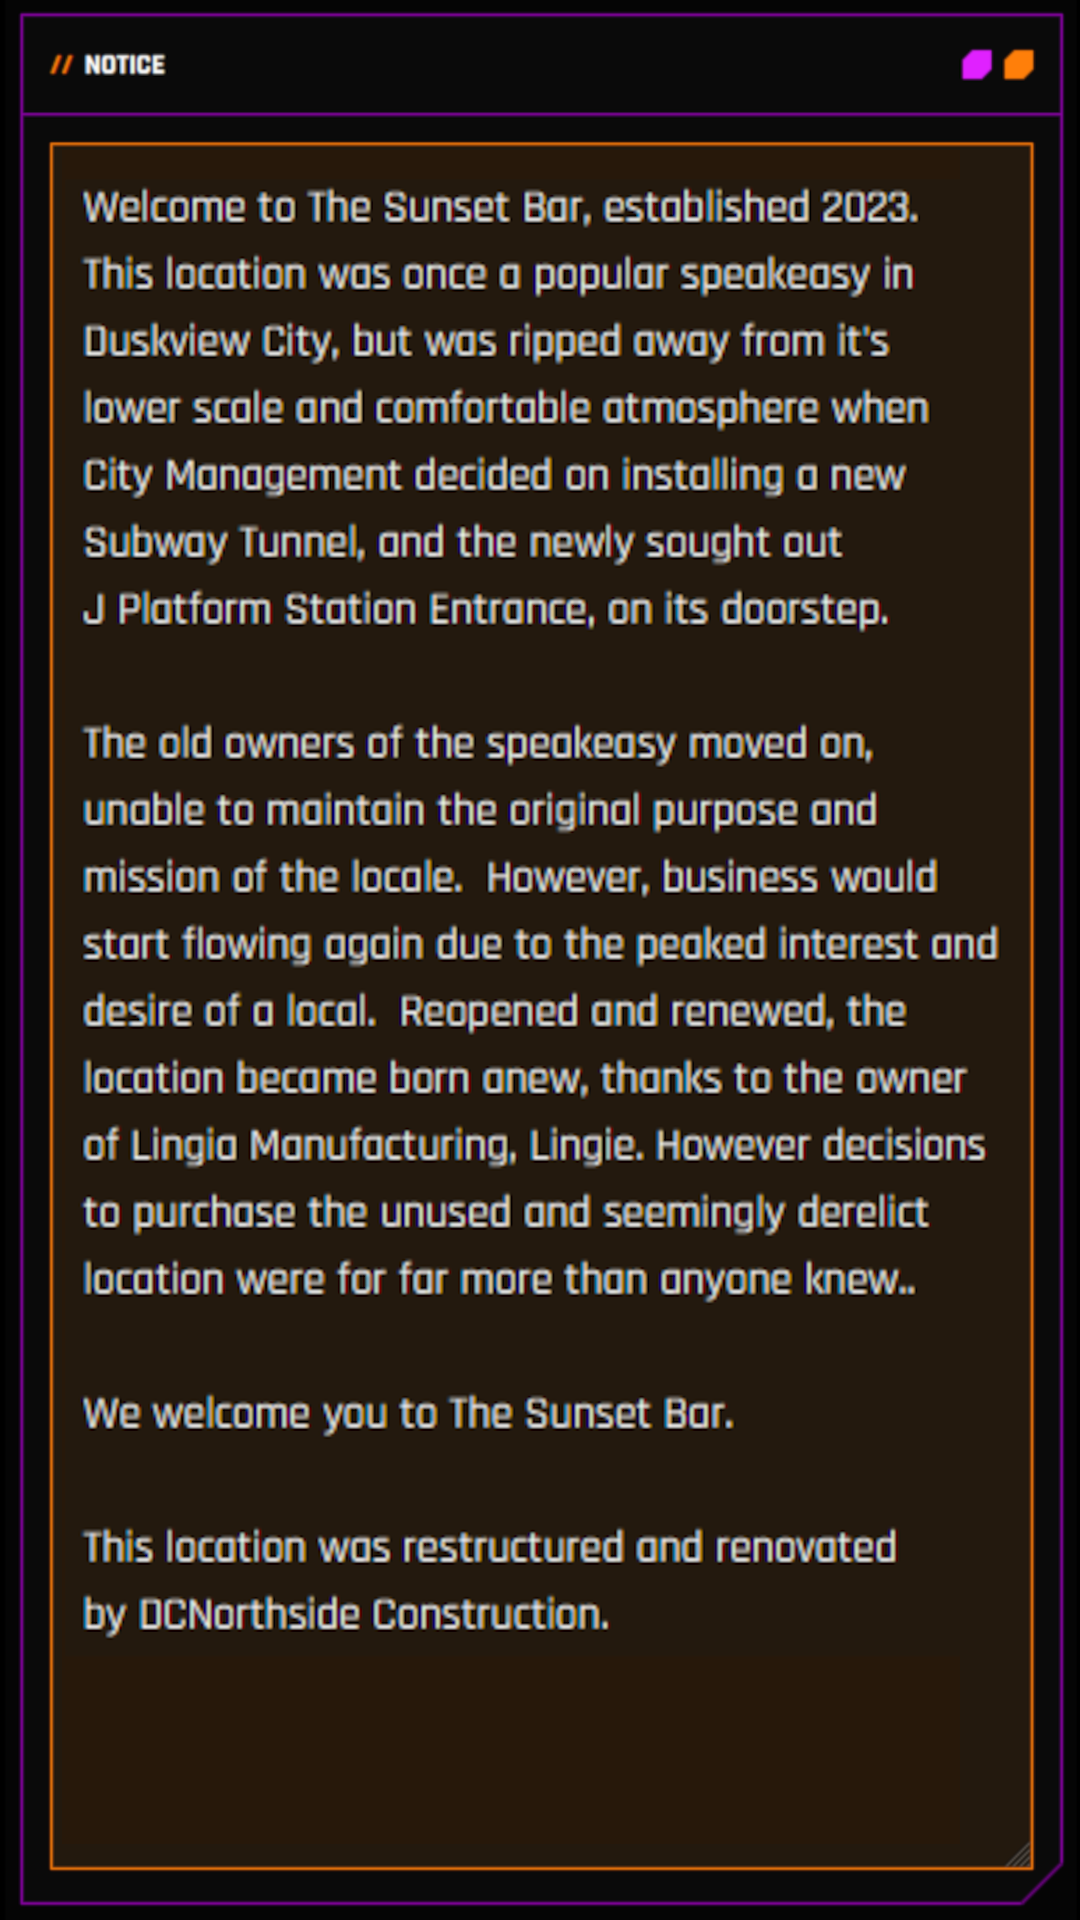 // NOTICE
Welcome to The Sunset Bar, established 2023.
This location was once a popular speakeasy in
Duskview City, but was ripped away from it's
lower scale and comfortable atmosphere when
City Management decided on installing a new
Subway Tunnel, and the newly sought out
J Platform Station Entrance, on its doorstep.
The old owners of the speakeasy moved on,
unable to maintain the original purpose and
mission of the locale.  However, business would
start flowing again due to the peaked interest and
desire of a local.  Reopened and renewed, the
location became born anew, thanks to the owner
of Lingia Manufacturing, Lingie. However decisions
to purchase the unused and seemingly derelict
location were for far more than anyone knew..
We welcome you to The Sunset Bar.
This location was restructured and renovated
by DCNorthside Construction.